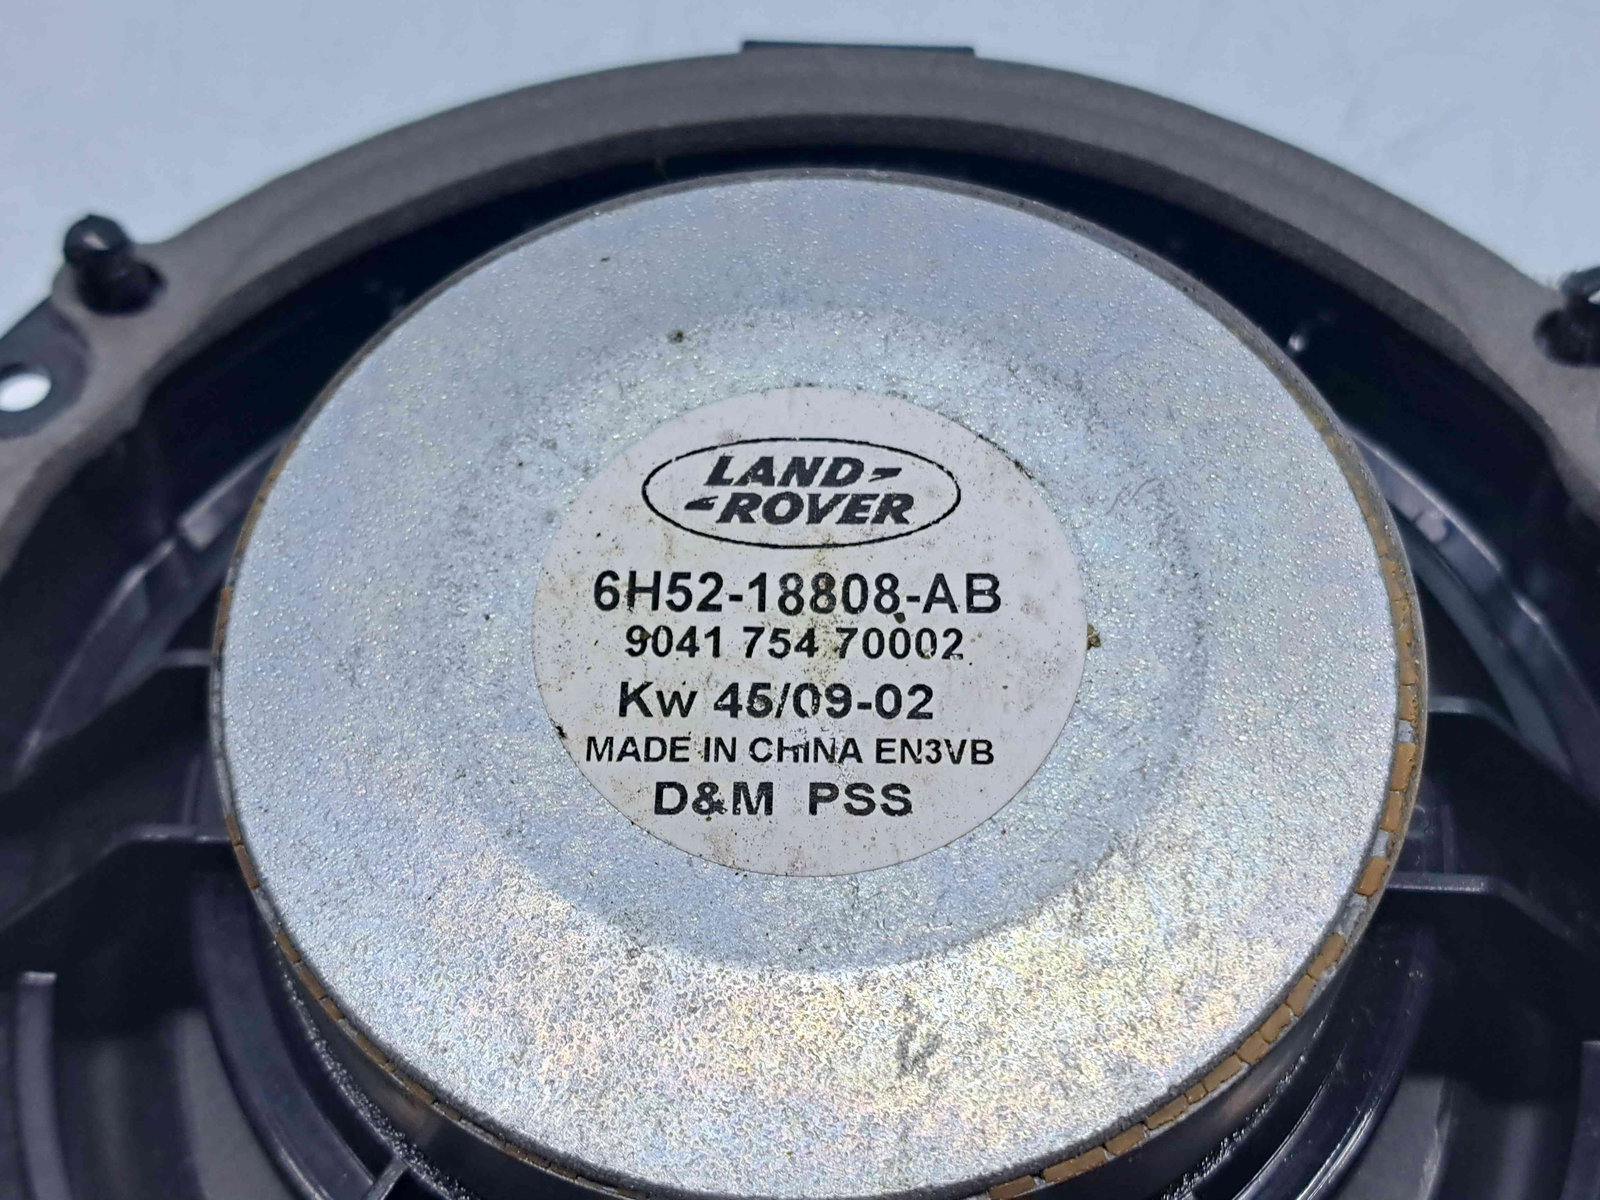 LAND-
-ROVER
6H52-18808-AB
9041 754 70002
Kw 45/09-02
MADE IN CHINA EN3VB
D&M PSS